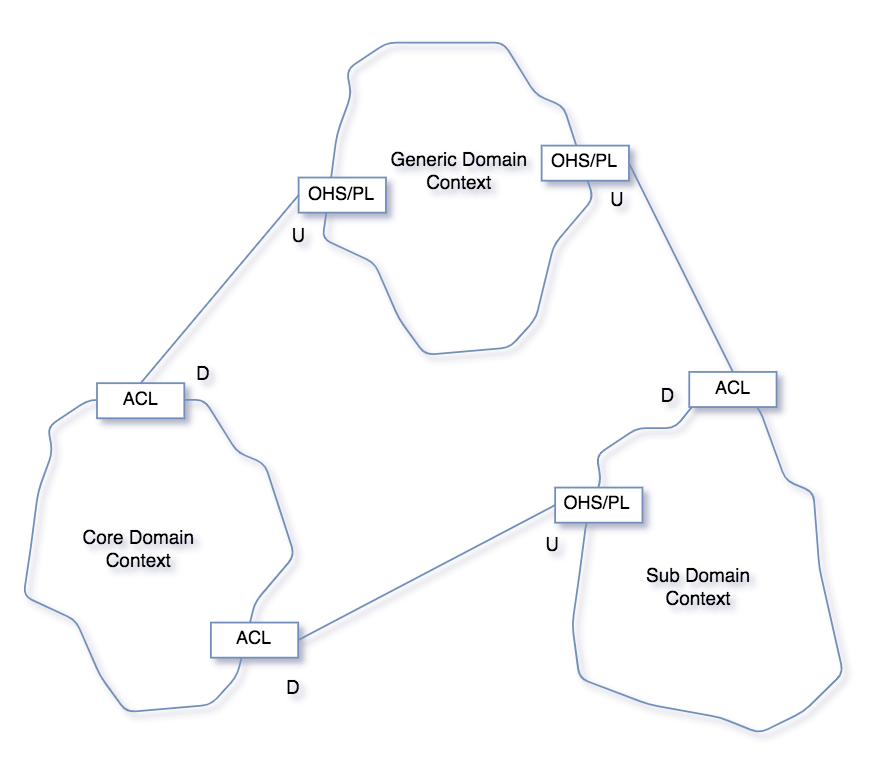 Generic Domain
Context
OHS/PL
OHS/PL
U
U
D
ACL
D
ACL
OHS/PL
U
Core Domain
Context
Sub Domain
Context
ACL
D